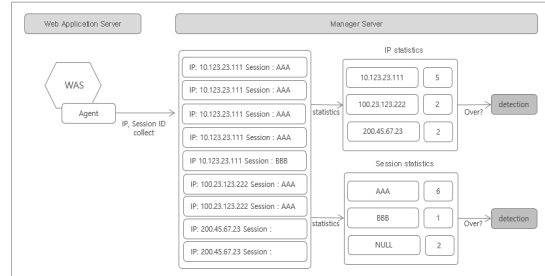 Web Application Server
Manager Server
WAS
Agent
IP, Session ID
collect
IP: 10.123.23.111 Session : AAA
IP: 10.123.23.111 Session : AAA
IP: 10.123.23.111 Session : AAA
IP: 10.123.23.111 Session : AAA
IP 10.123.23.111 Session : BBB
IP: 100.23.123.222 Session : AAA
IP: 100.23.123.222 Session : AAA
IP: 200.45.67.23 Session :
IP: 200.45.67.23 Session :
statistics
IP statistics
10.123.23.111 5
100.23.123.222 2
200.45.67.23 2
Over?
detection
statistics
Session statistics
AAA 6
BBB 1
NULL 2
Over?
detection